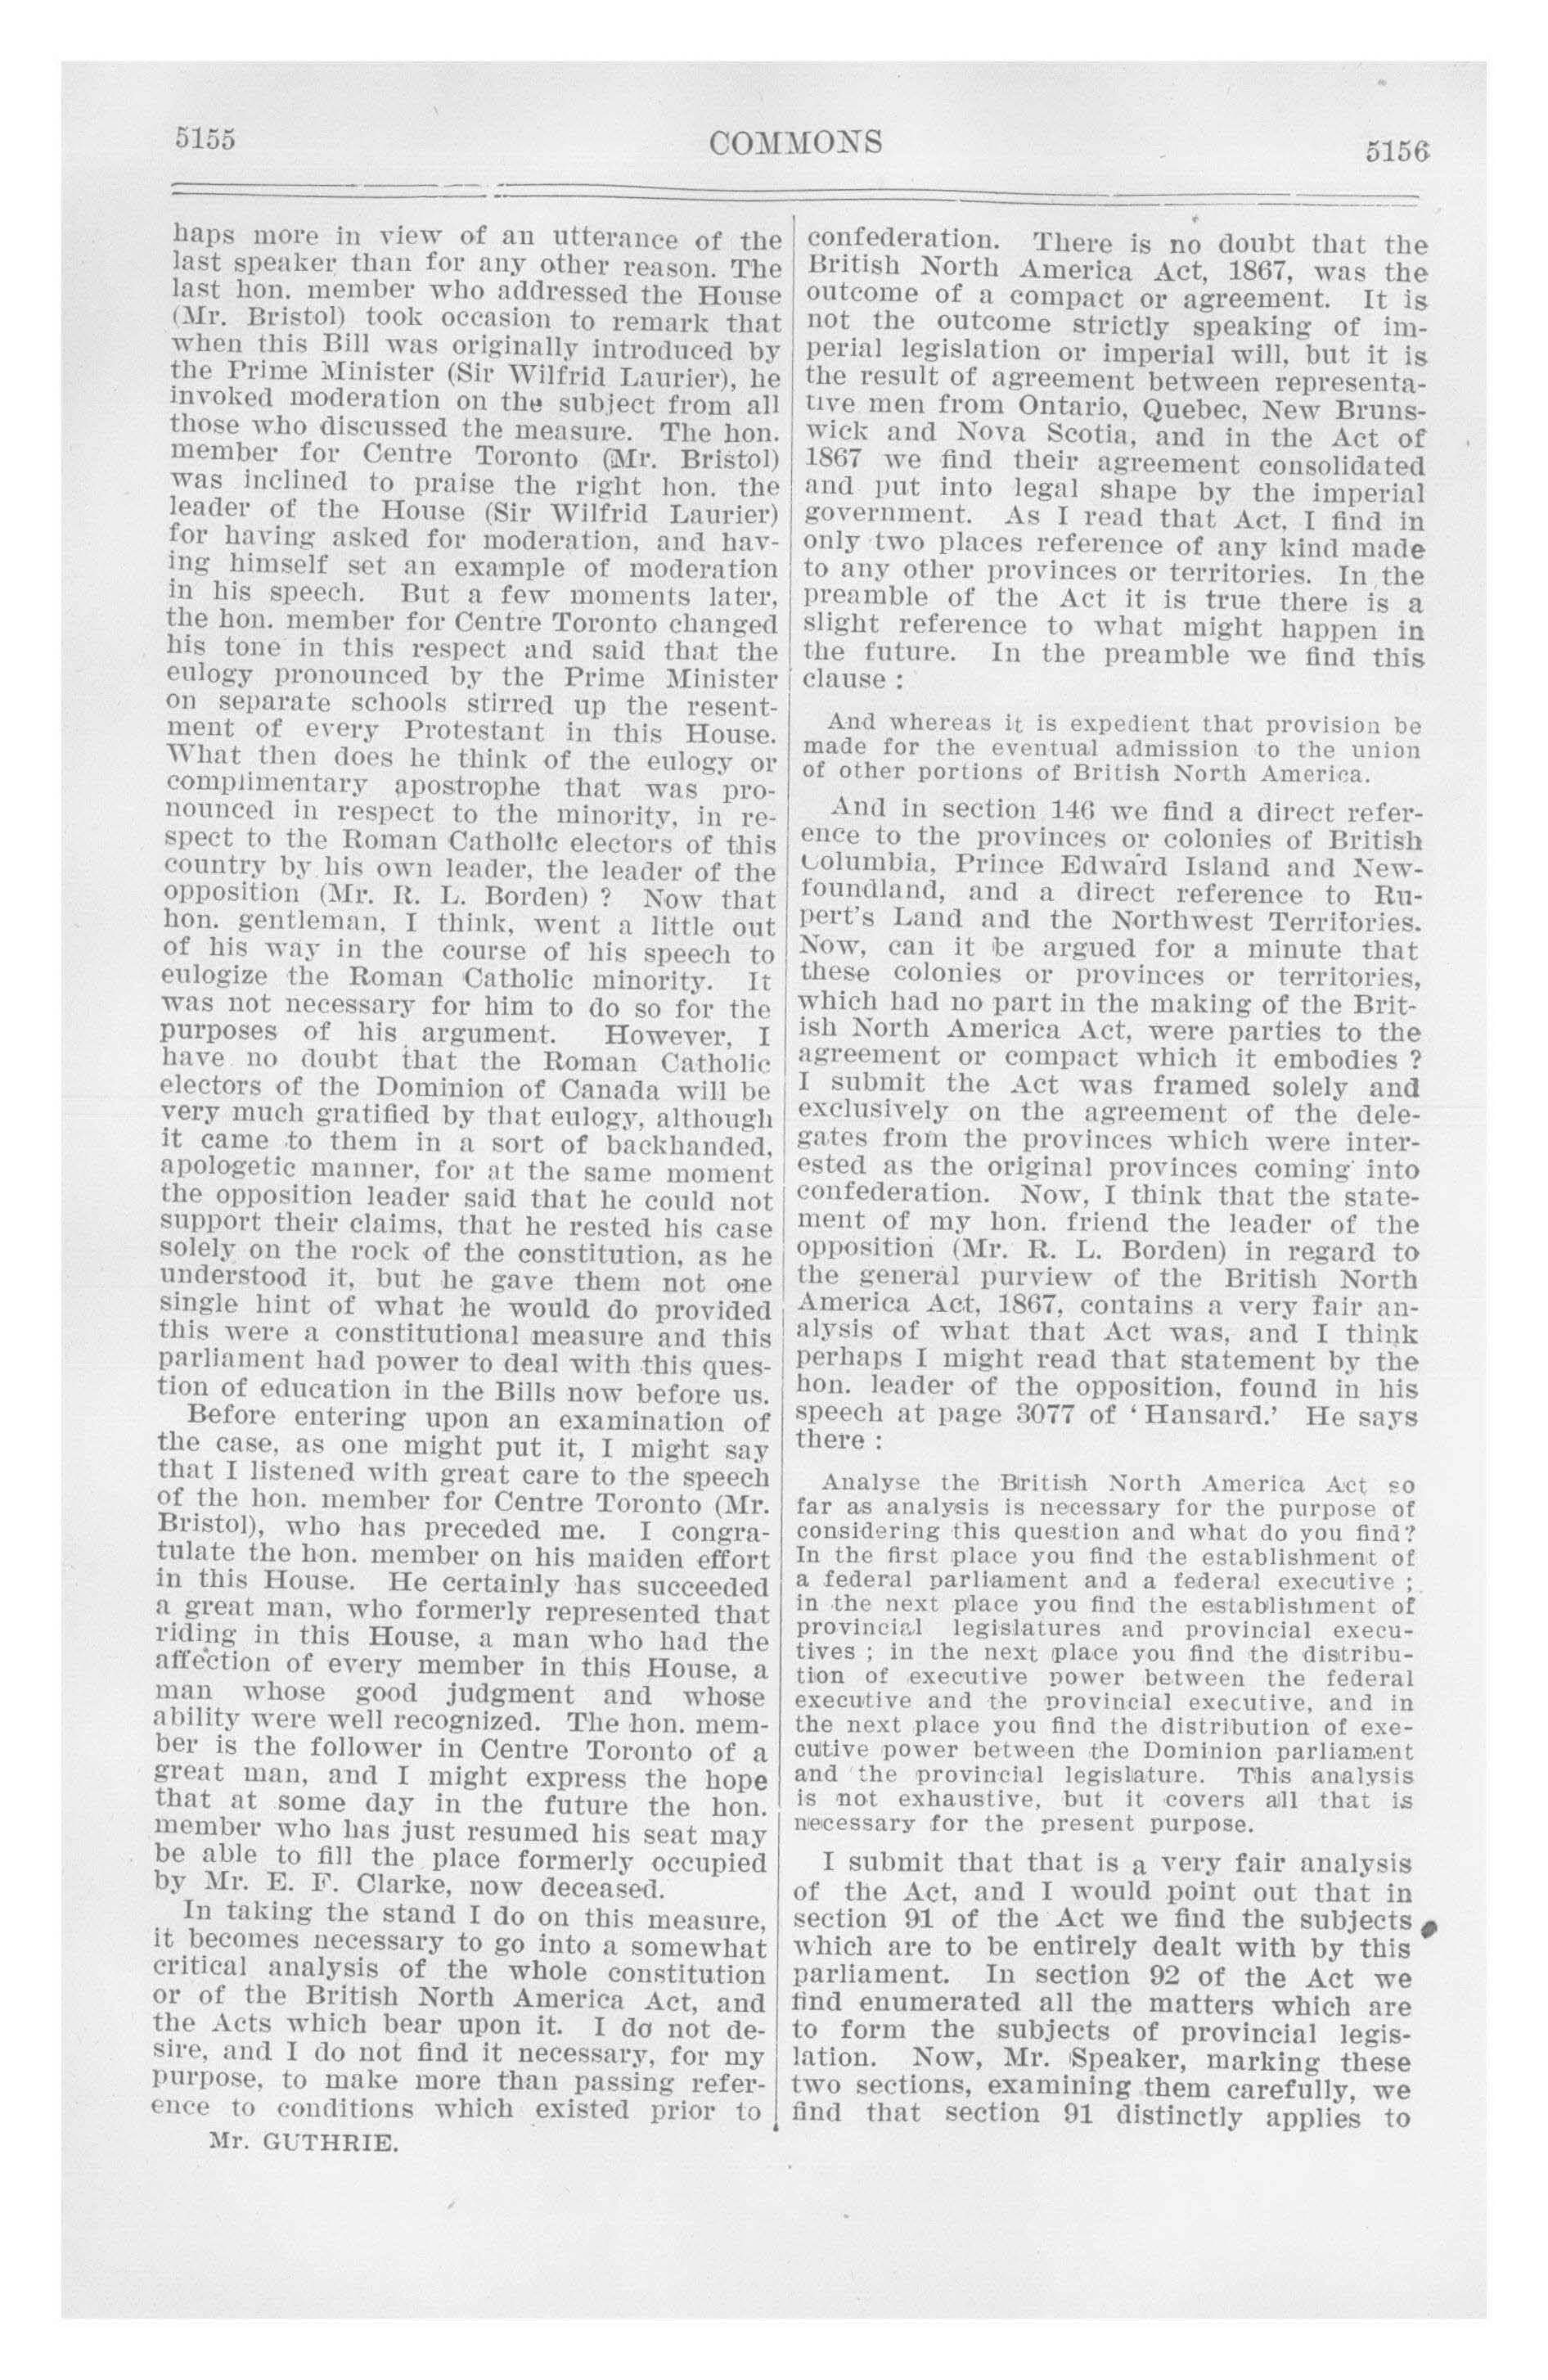 5155
COMMONS
5156
haps more in view of an utterance of the
last speaker than for any other reason. The
last hon. member who addressed the House
(Mr. Bristol) took occasion to remark that
when this Bill was originally introduced by
the Prime Minister (Sir Wilfrid Laurier), he
invoked moderation on the subject from all
those who discussed the measure. The hon.
member for Centre Toronto (Mr. Bristol)
was inclined to praise the right hon. the
leader of the House (Sir Wilfrid Laurier)
for having asked for moderation, and hav-
ing himself set an example of moderation
in his speech. But a few moments later,
the hon. member for Centre Toronto changed
his tone in this respect and said that the
eulogy pronounced by the Prime Minister
on separate schools stirred up the resent-
ment of every Protestant in this House.
What then does he think of the eulogy or
complimentary apostrophe that was pro-
nounced in respect to the minority, in re-
spect to the Roman Catholic electors of this
country by his own leader, the leader of the
opposition (Mr. R. L. Borden) ? Now that
hon. gentleman, I think, went a little out
of his way in the course of his speech to
eulogize the Roman Catholic minority. It
was not necessary for him to do so for the
purposes of his argument. However, I
have no doubt that the Roman Catholic
electors of the Dominion of Canada will be
very much gratified by that eulogy, although
it came to them in a sort of backhanded,
apologetic manner, for at the same moment
the opposition leader said that he could not
support their claims, that he rested his case
solely on the rock of the constitution, as he
understood it, but he gave them not one
single hint of what he would do provided
this were a constitutional measure and this
parliament had power to deal with this ques-
tion of education in the Bills now before us.
Before entering upon an examination of
the case, as one might put it, I might say
that I listened with great care to the speech
of the hon. member for Centre Toronto (Mr.
Bristol), who has preceded me. I congra-
tulate the hon. member on his maiden effort
in this House. He certainly has succeeded
a great man, who formerly represented that
riding in this House, a man who had the
affection of every member in this House, a
man whose good judgment and whose
ability were well recognized. The hon. mem-
ber is the follower in Centre Toronto of a
great man, and I might express the hope
that at some day in the future the hon.
member who has just resumed his seat may
be able to fill the place formerly occupied
by Mr. E. F. Clarke, now deceased.
In taking the stand I do on this measure,
it becomes necessary to go into a somewhat
critical analysis of the whole constitution
or of the British North America Act, and
the Acts which bear upon it. I do not de-
sire, and I do not find it necessary, for my
purpose, to make more than passing refer-
ence to conditions which existed prior to
Mr. GUTHRIE.
confederation. There is no doubt that the
British North America Act, 1867, was the
outcome of a compact or agreement. It is
not the outcome strictly speaking of im-
perial legislation or imperial will, but it is
the result of agreement between representa-
tive men from Ontario, Quebec, New Bruns-
wick and Nova Scotia, and in the Act of
1867 we find their agreement consolidated
and put into legal shape by the imperial
government. As I read that Act, I find in
only two places reference of any kind made
to any other provinces or territories. In the
preamble of the Act it is true there is a
slight reference to what might happen in
the future. In the preamble we find this
clause :
And whereas it is expedient that provision be
made for the eventual admission to the union
of other portions of British North America.
And in section 146 we find a direct refer-
ence to the provinces or colonies of British
Columbia, Prince Edward Island and New-
foundland, and a direct reference to Ru-
pert's Land and the Northwest Territories.
Now, can it be argued for a minute that
these colonies or provinces or territories,
which had no part in the making of the Brit-
ish North America Act, were parties to the
agreement or compact which it embodies ?
I submit the Act was framed solely and
exclusively on the agreement of the dele-
gates from the provinces which were inter-
ested as the original provinces coming into
confederation. Now, I think that the state-
ment of my hon. friend the leader of the
opposition (Mr. R. L. Borden) in regard to
the general purview of the British North
America Act, 1867, contains a very fair an-
alysis of what that Act was, and I think
perhaps I might read that statement by the
hon. leader of the opposition, found in his
speech at page 3077 of ' Hansard.' He says
there :
Analyse the British North America Act so
far as analysis is necessary for the purpose of
considering this question and what do you find?
In the first place you find the establishment of
a federal parliament and a federal executive ;
in the next place you find the establishment of
provincial legislatures and provincial execu-
tives ; in the next place you find the distribu-
tion of executive power between the federal
executive and the provincial executive, and in
the next place you find the distribution of exe-
cutive power between the Dominion parliament
and the provincial legislature. This analysis
is not exhaustive, but it covers all that is
necessary for the present purpose.
I submit that that is a very fair analysis
of the Act, and I would point out that in
section 91 of the Act we find the subjects
which are to be entirely dealt with by this
parliament. In section 92 of the Act we
find enumerated all the matters which are
to form the subjects of provincial legis-
lation. Now, Mr. Speaker, marking these
two sections, examining them carefully, we
find that section 91 distinctly applies to